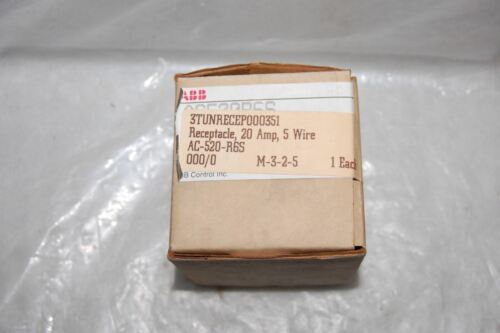 ABB
3TUNRECEP000351
Receptacle, 20 Amp, 5 Wire
AC-520-R6S
000/0 M-3-2-5 1 Each
B Control Inc.